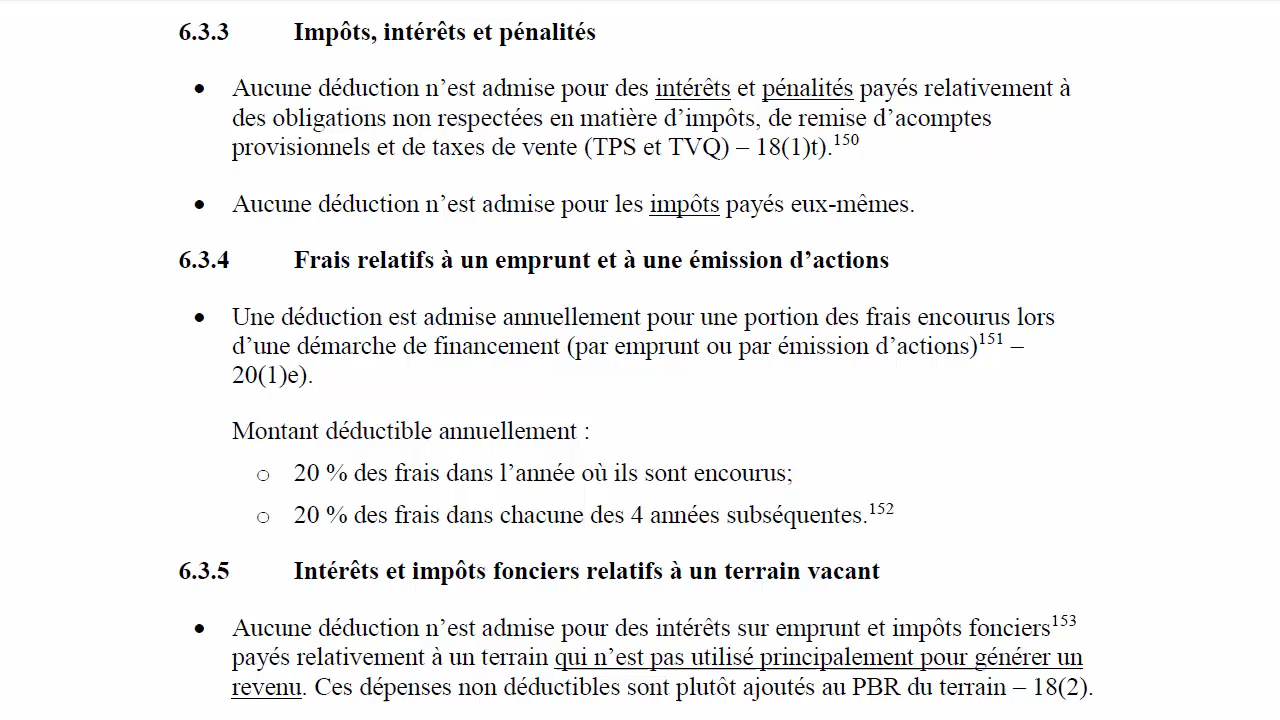 6.3.3 Impôts, intérêts et pénalités
• Aucune déduction n’est admise pour des intérêts et pénalités payés relativement à
des obligations non respectées en matière d’impôts, de remise d’acomptes
provisionnels et de taxes de vente (TPS et TVQ) – 18(1)t).150
• Aucune déduction n’est admise pour les impôts payés eux-mêmes.
6.3.4 Frais relatifs à un emprunt et à une émission d’actions
• Une déduction est admise annuellement pour une portion des frais encourus lors
d’une démarche de financement (par emprunt ou par émission d’actions)151 –
20(1)e).
Montant déductible annuellement :
o 20 % des frais dans l’année où ils sont encourus;
o 20 % des frais dans chacune des 4 années subséquentes.152
6.3.5 Intérêts et impôts fonciers relatifs à un terrain vacant
• Aucune déduction n’est admise pour des intérêts sur emprunt et impôts fonciers153
payés relativement à un terrain qui n’est pas utilisé principalement pour générer un
revenu. Ces dépenses non déductibles sont plutôt ajoutés au PBR du terrain – 18(2).